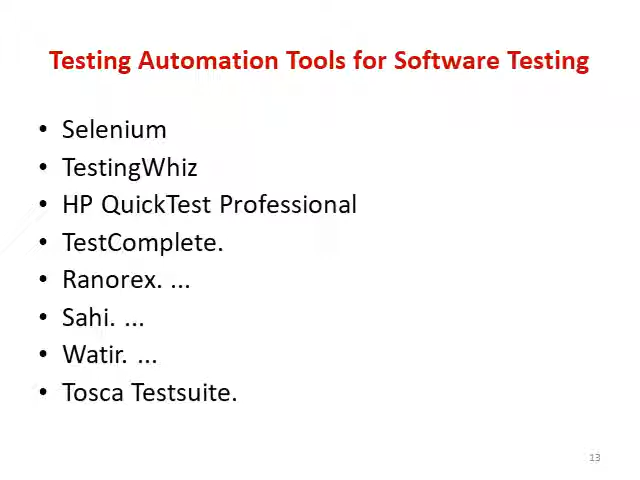 Testing Automation Tools for Software Testing
• Selenium
• TestingWhiz
• HP QuickTest Professional
• TestComplete.
• Ranorex. ...
• Sahi. ...
• Watir. ...
• Tosca Testsuite.
13